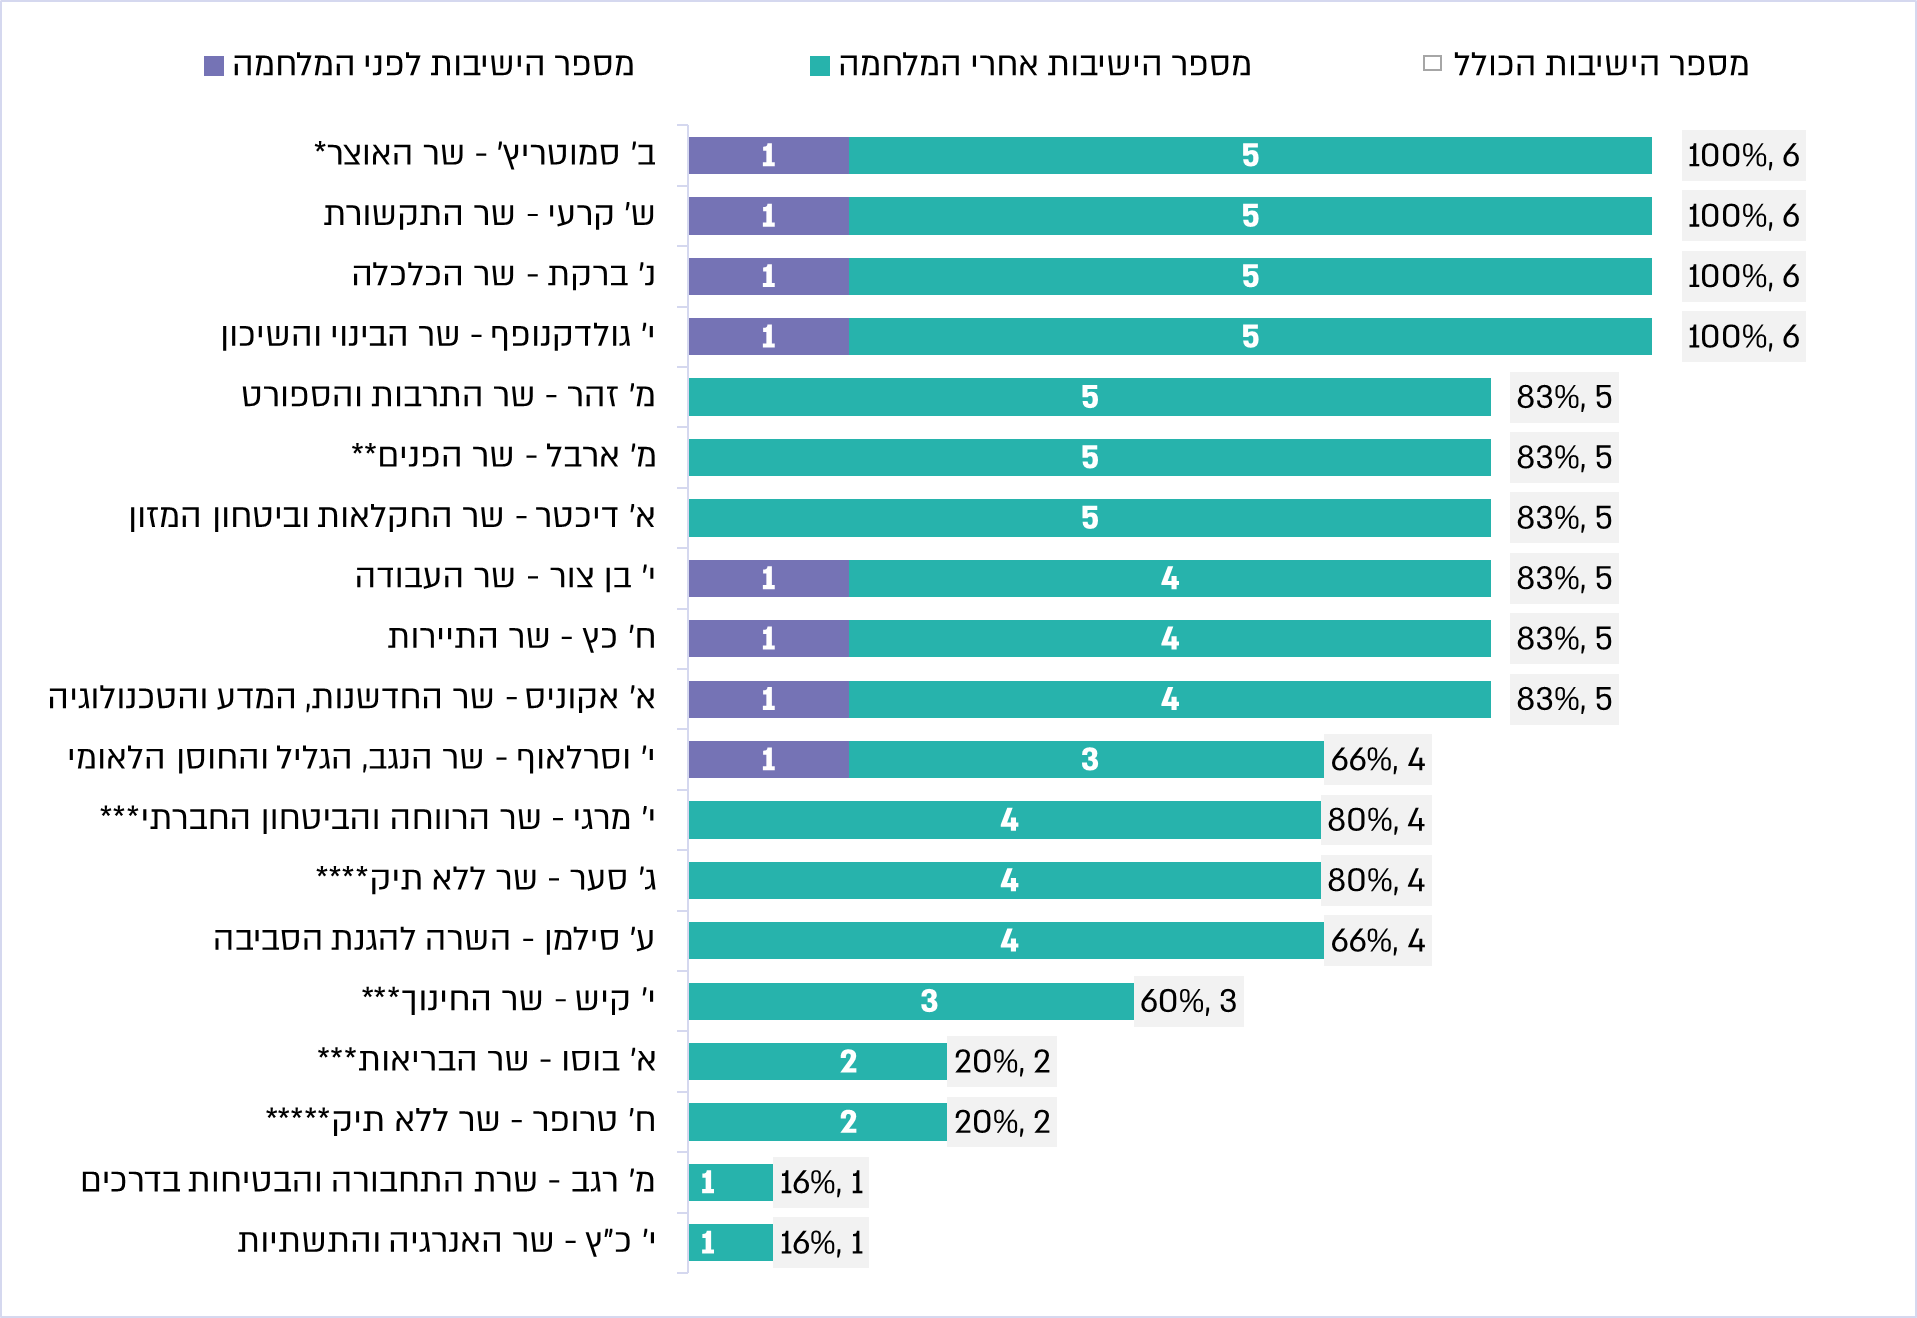 מספר הישיבות הכולל
מספר הישיבות אחרי המלחמה
מספר הישיבות לפני המלחמה
ב' סמוטריץ' - שר האוצר* 1 5 100%, 6
ש' קרעי - שר התקשורת 1 5 100%, 6
נ' ברקת - שר הכלכלה 1 5 100%, 6
י' גולדקנופף - שר הבינוי והשיכון 1 5 100%, 6
מ' זהר - שר התרבות והספורט 5 83%, 5
מ' ארבל - שר הפנים** 5 83%, 5
א' דיכטר - שר החקלאות וביטחון המזון 5 83%, 5
י' בן צור - שר העבודה 1 4 83%, 5
ח' כץ - שר התיירות 1 4 83%, 5
א' אקוניס - שר החדשנות, המדע והטכנולוגיה 1 4 83%, 5
י' וסרלאוף - שר הנגב, הגליל והחוסן הלאומי 1 3 66%, 4
י' מרגי - שר הרווחה והביטחון החברתי*** 4 80%, 4
ג' סער - שר ללא תיק**** 4 80%, 4
ע' סילמן - השרה להגנת הסביבה 4 66%, 4
י' קיש - שר החינוך*** 3 60%, 3
א' בוסו - שר הבריאות*** 2 20%, 2
ח' טרופר - שר ללא תיק***** 2 20%, 2
מ' רגב - שרת התחבורה והבטיחות בדרכים 1 16%, 1
י' כ"ץ - שר האנרגיה והתשתיות 1 16%, 1